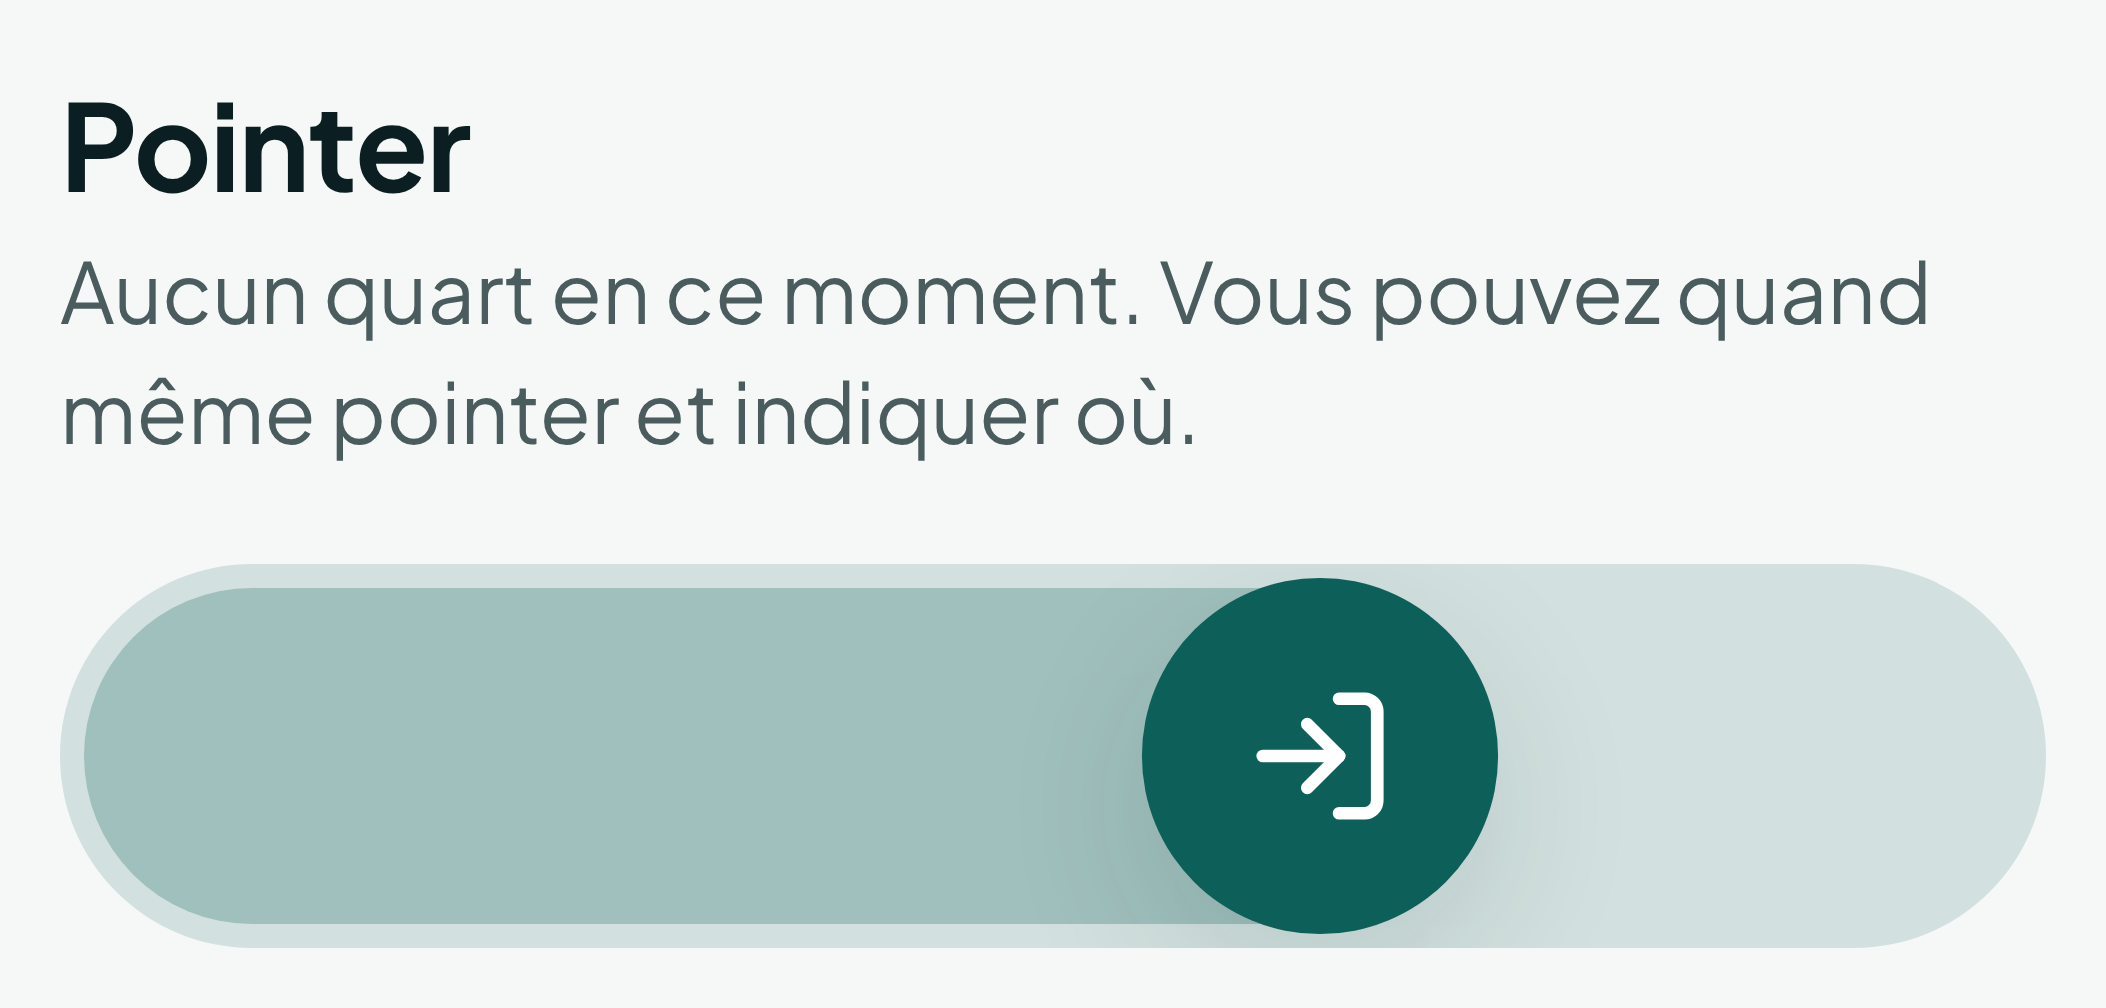 Pointer
Aucun quart en ce moment. Vous pouvez quand
même pointer et indiquer où.